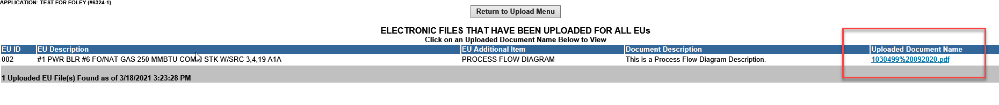 APPLICATION: TEST FOR FOLEY (#6324-1)
Return to Upload Menu
ELECTRONIC FILES THAT HAVE BEEN UPLOADED FOR ALL EUs
Click on an Uploaded Document Name Below to View
EU ID EU Description EU Additional Item Document Description Uploaded Document Name
002 #1 PWR BLR #6 FO/NAT GAS 250 MMBTU STK W/SRC 3,4,19 A1A PROCESS FLOW DIAGRAM This is a Process Flow Diagram Description. 1030499%20092020.pdf
1 Uploaded EU File(s) Found as of 3/18/2021 3:23:28 PM